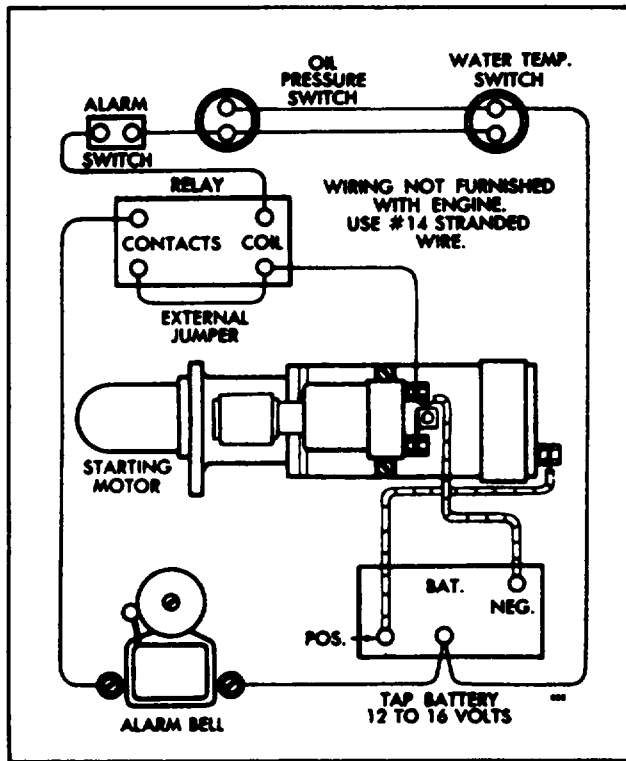 OIL
PRESSURE
SWITCH
WATER TEMP.
SWITCH
ALARM
SWITCH
RELAY
WIRING NOT FURNISHED
WITH ENGINE.
USE #14 STRANDED
WIRE.
CONTACTS COIL
EXTERNAL
JUMPER
STARTING
MOTOR
BAT.
NEG.
POS.
TAP BATTERY
12 TO 16 VOLTS
ALARM BELL